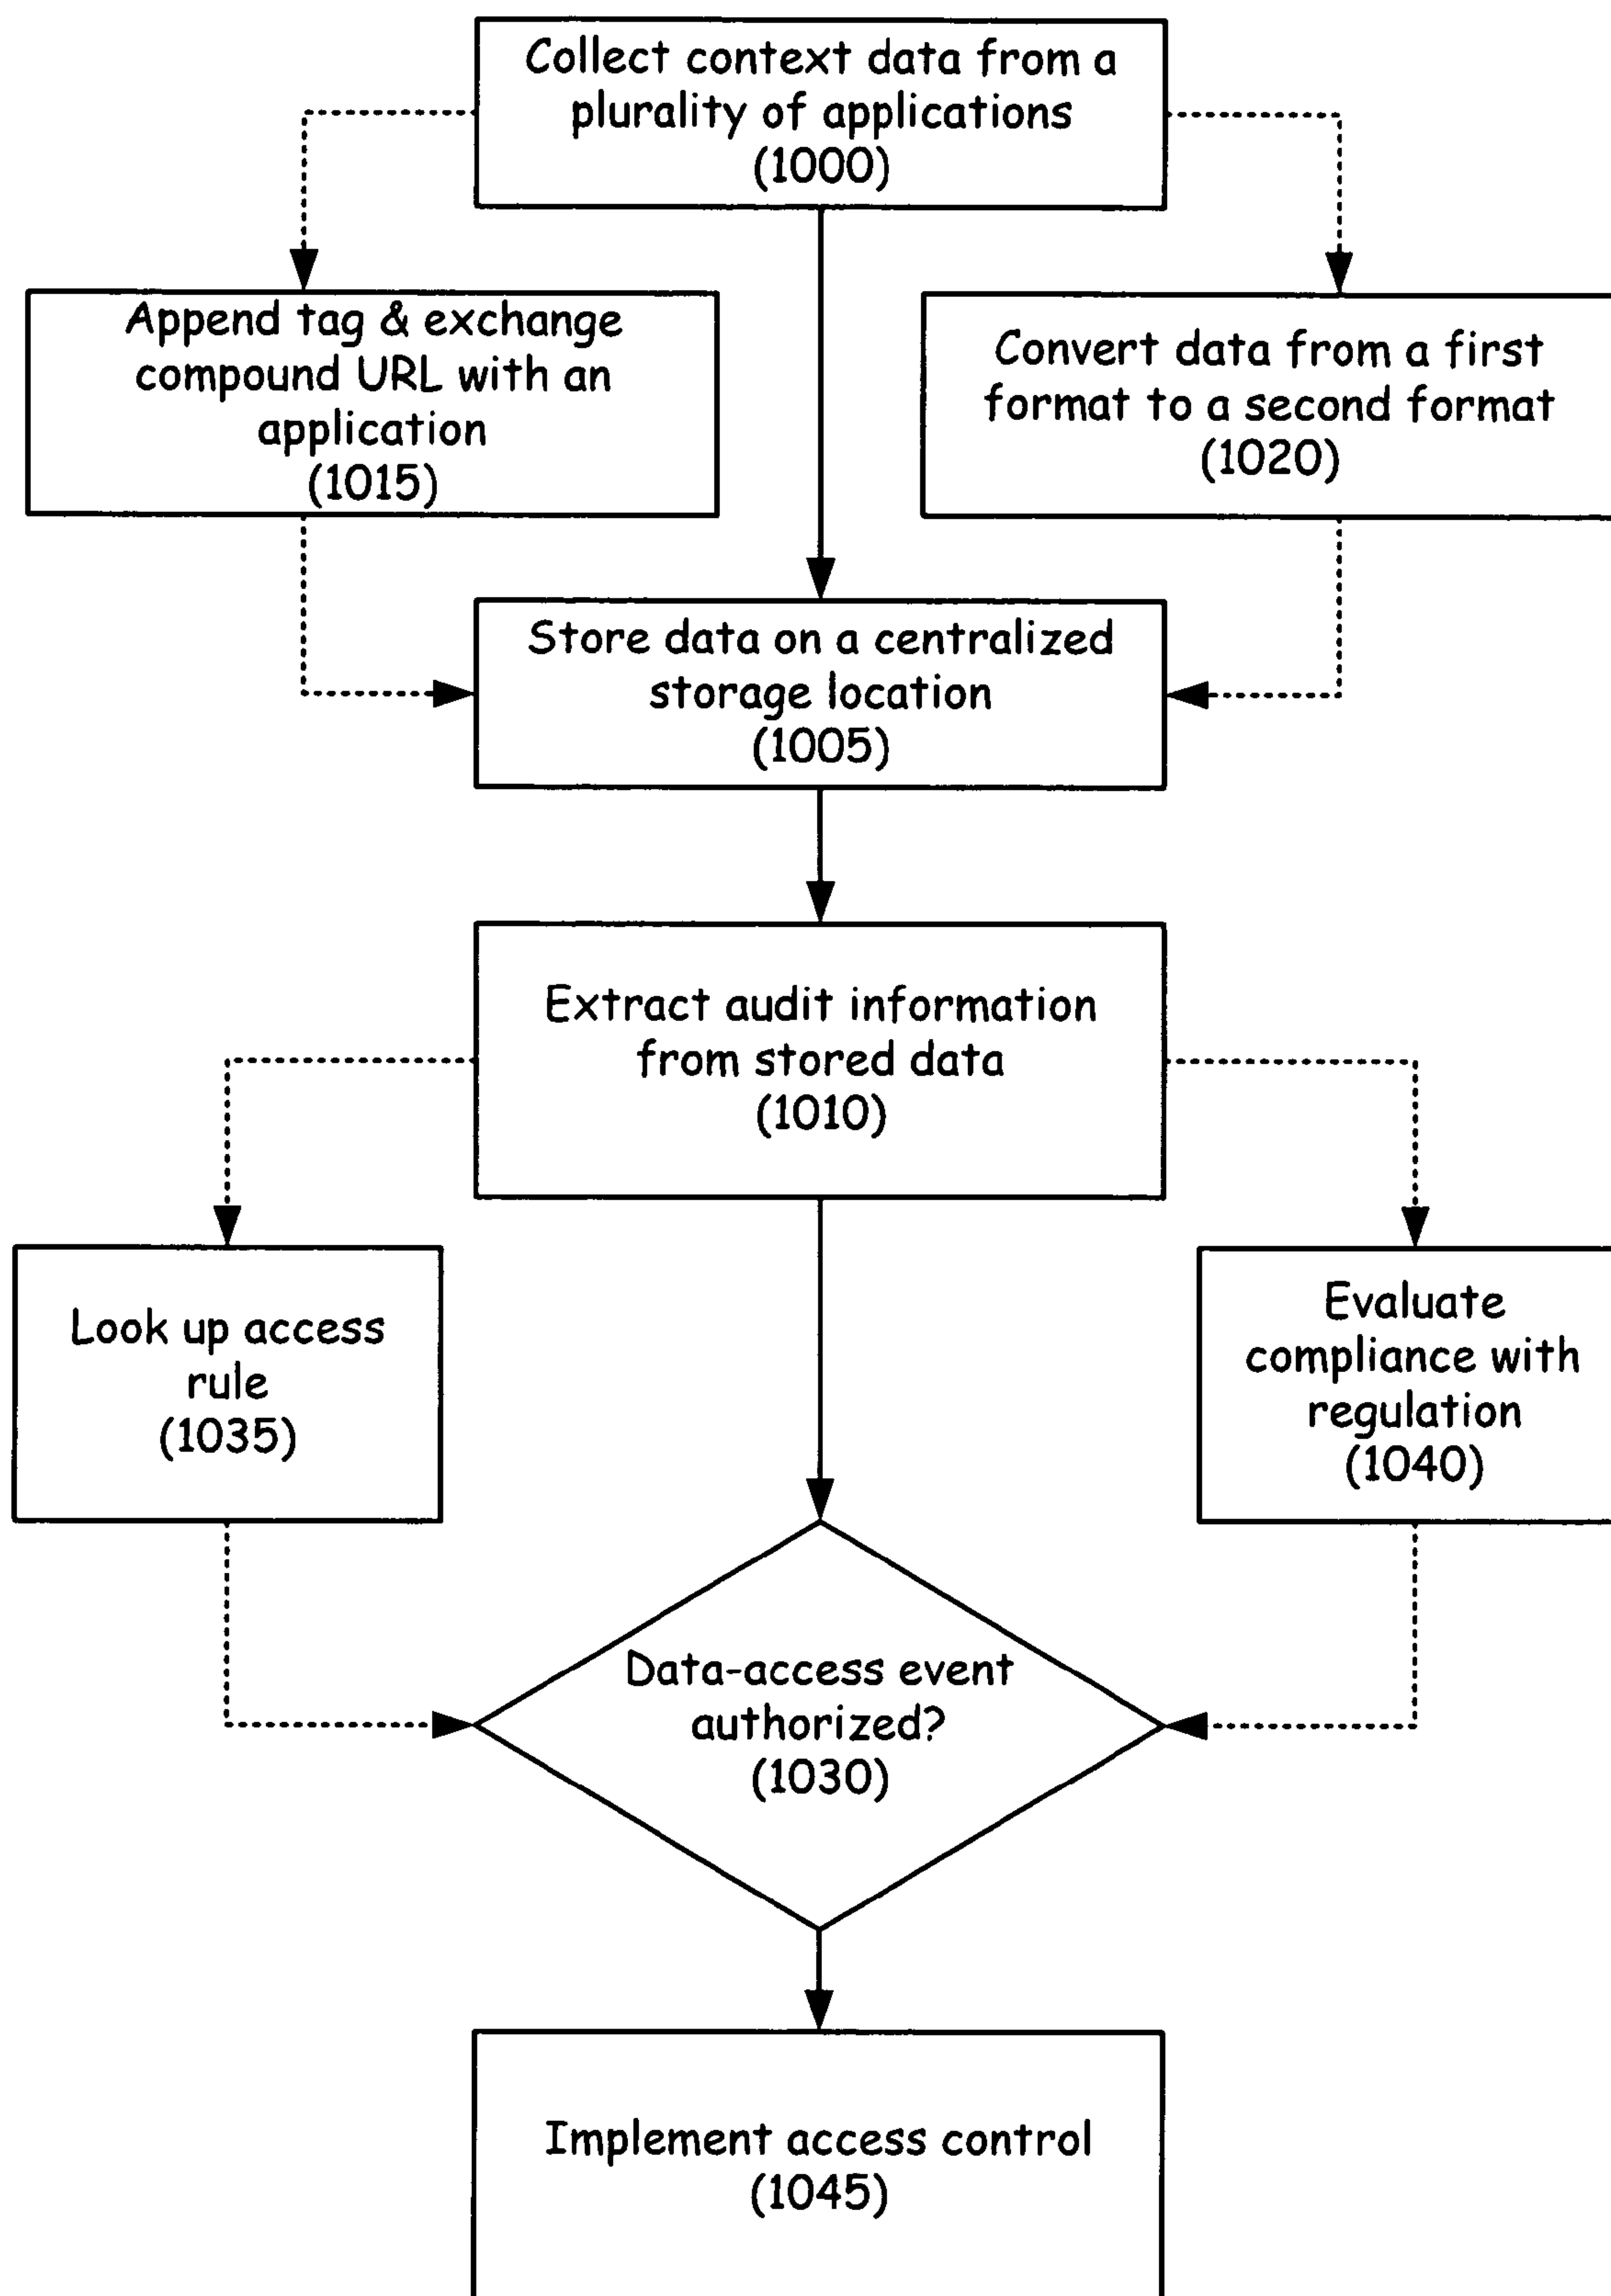 Collect context data from a
plurality of applications
(1000)
Append tag & exchange
compound URL with an
application
(1015)
Convert data from a first
format to a second format
(1020)
Store data on a centralized
storage location
(1005)
Extract audit information
from stored data
(1010)
Look up access
rule
(1035)
Evaluate
compliance with
regulation
(1040)
Data-access event
authorized?
(1030)
Implement access control
(1045)